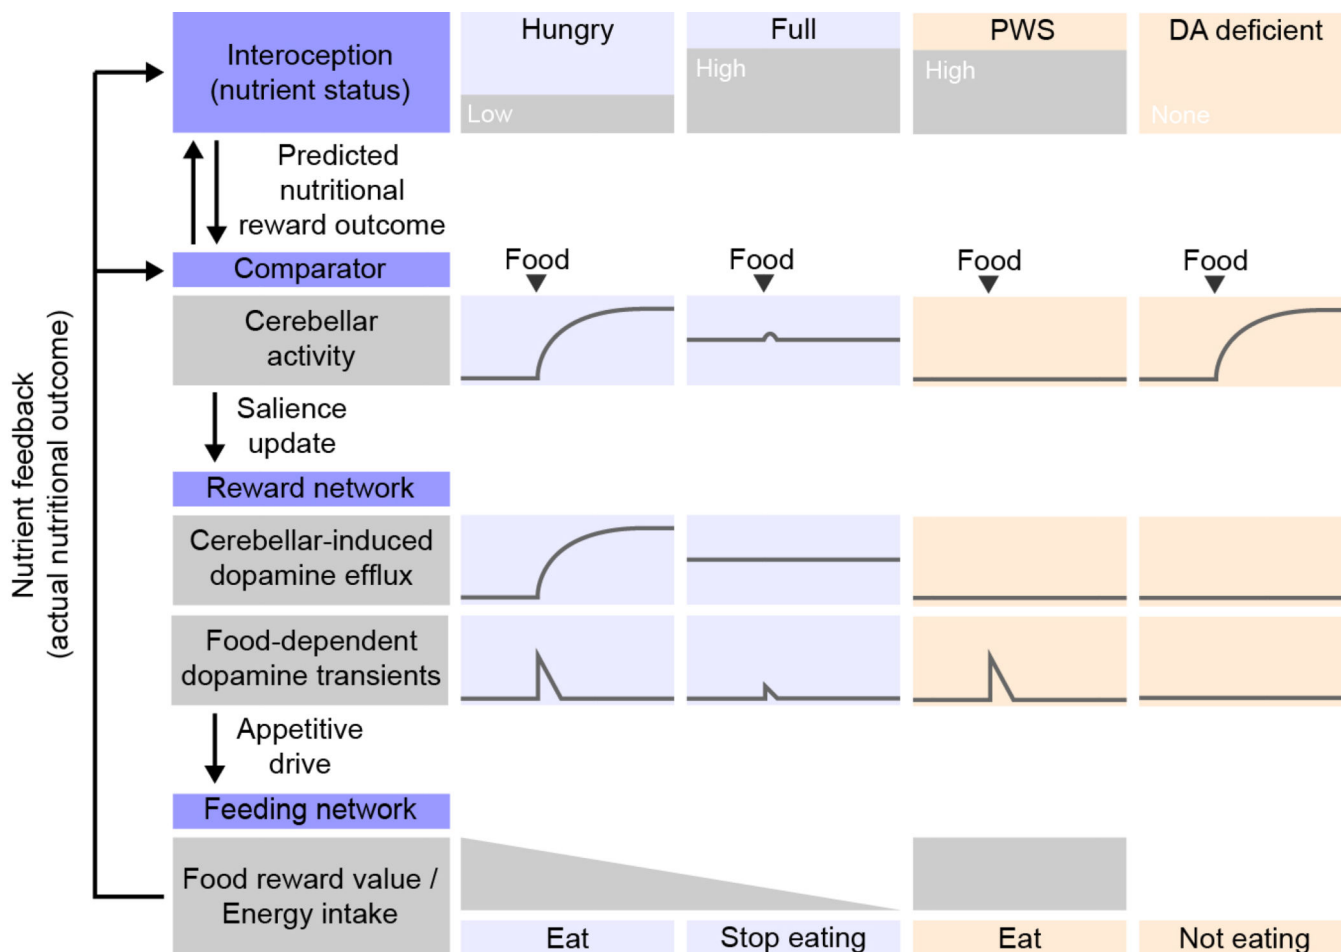 Interoception
(nutrient status)
Hungry
Full
PWS
DA deficient
Low
High
High
None
Predicted
nutritional
reward outcome
Comparator
Food
Food
Food
Food
Cerebellar
activity
Salience
update
Reward network
Cerebellar-induced
dopamine efflux
Food-dependent
dopamine transients
Appetitive
drive
Feeding network
Food reward value /
Energy intake
Eat
Stop eating
Eat
Not eating
Nutrient feedback
(actual nutritional outcome)